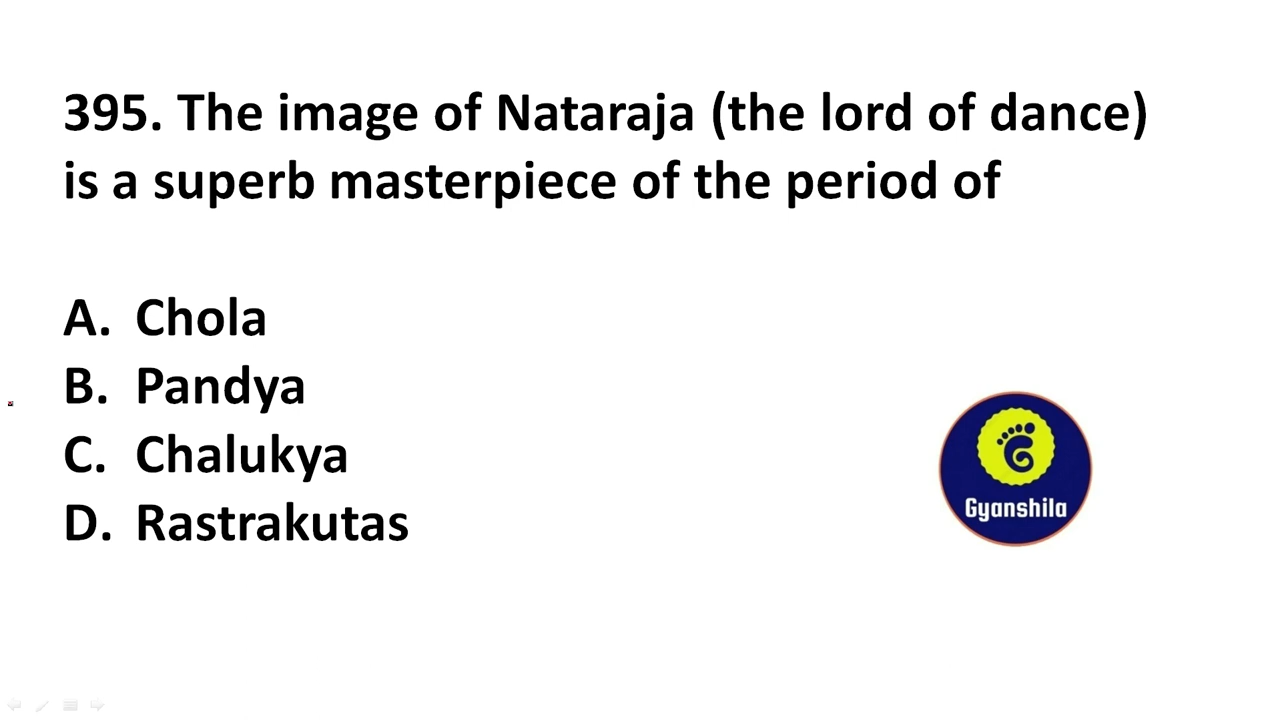 395. The image of Nataraja (the lord of dance)
is a superb masterpiece of the period of
A. Chola
B. Pandya
C. Chalukya
D. Rastrakutas
Gyanshila